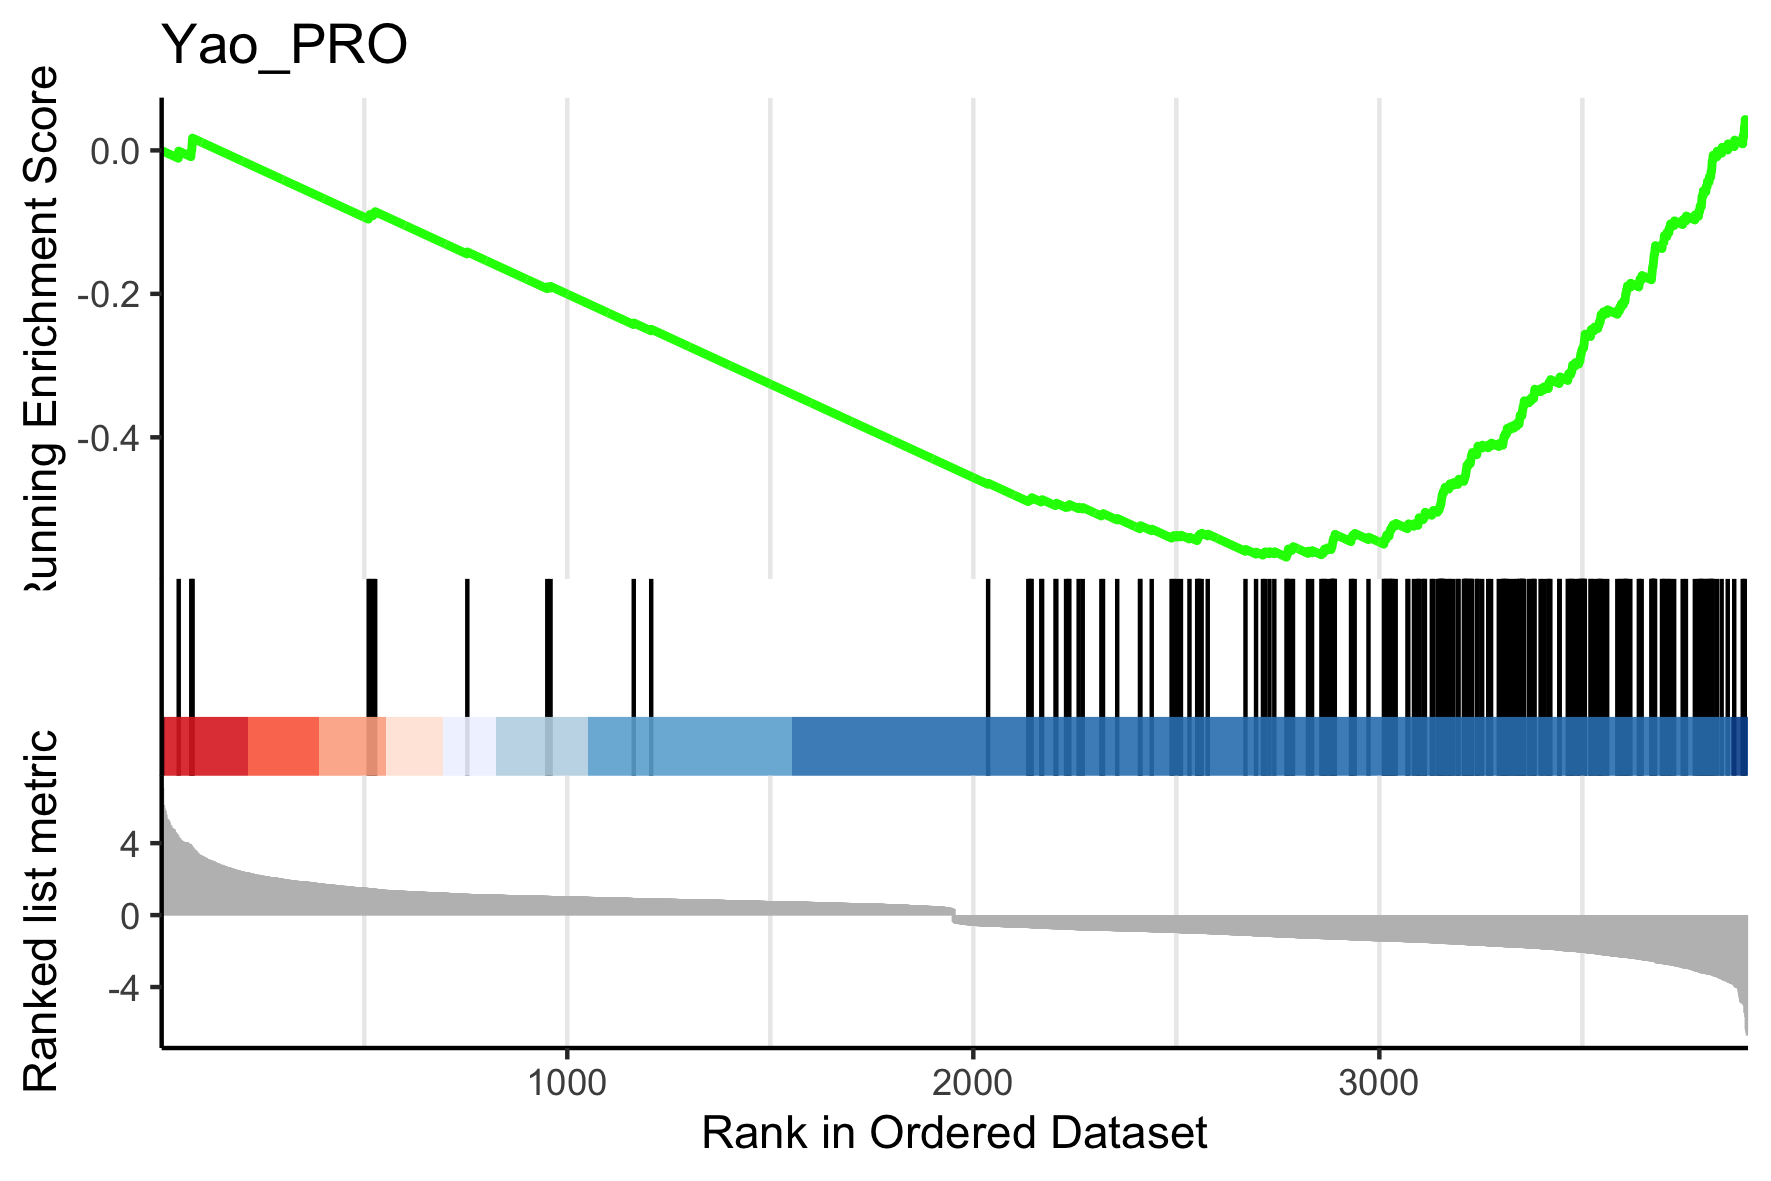 Yao_PRO
Running Enrichment Score
0.0
-0.2
-0.4
Ranked list metric
4
0
-4
1000
2000
3000
Rank in Ordered Dataset